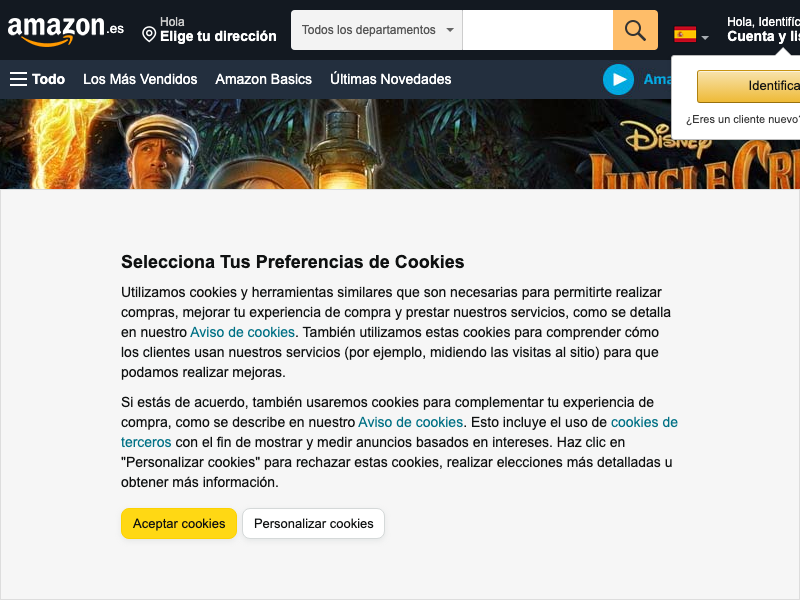 amazon.es
Hola
Elige tu dirección
Todos los departamentos
Hola, Identifíc
Cuenta y lis
Todo
Los Más Vendidos
Amazon Basics
Últimas Novedades
Ama
Identifica
¿Eres un cliente nuevo?
Disney
JUNGLE CR
Selecciona Tus Preferencias de Cookies
Utilizamos cookies y herramientas similares que son necesarias para permitirte realizar
compras, mejorar tu experiencia de compra y prestar nuestros servicios, como se detalla
en nuestro Aviso de cookies. También utilizamos estas cookies para comprender cómo
los clientes usan nuestros servicios (por ejemplo, midiendo las visitas al sitio) para que
podamos realizar mejoras.
Si estás de acuerdo, también usaremos cookies para complementar tu experiencia de
compra, como se describe en nuestro Aviso de cookies. Esto incluye el uso de cookies de
terceros con el fin de mostrar y medir anuncios basados en intereses. Haz clic en
"Personalizar cookies" para rechazar estas cookies, realizar elecciones más detalladas u
obtener más información.
Aceptar cookies
Personalizar cookies